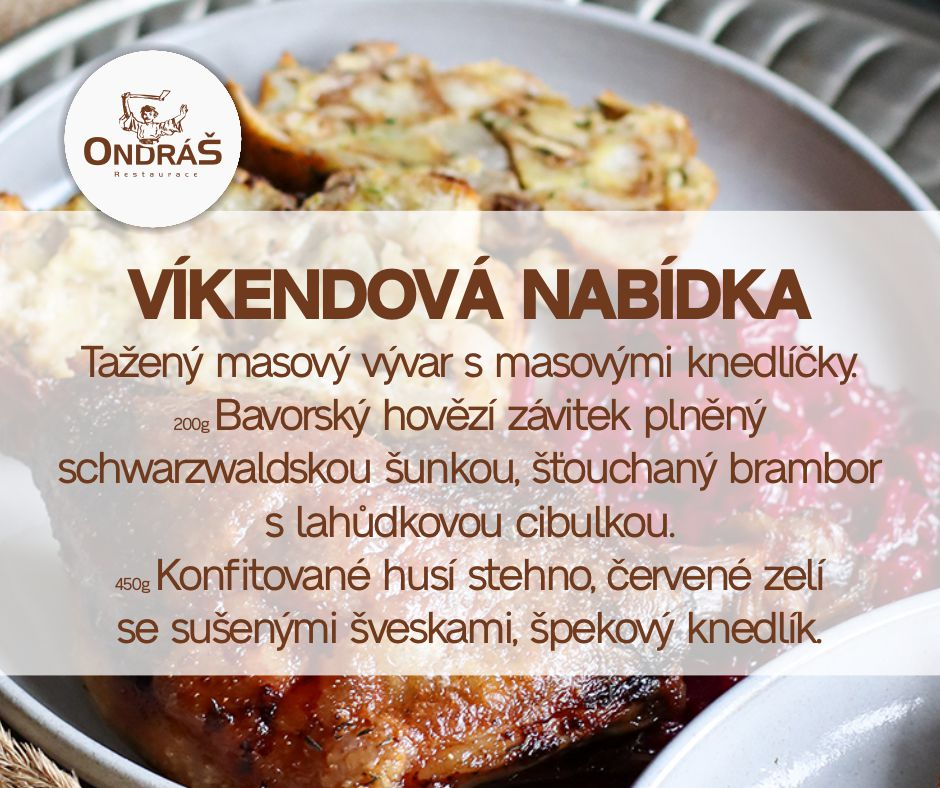 ONDRÁŠ
Restaurace
VÍKENDOVÁ NABÍDKA
Tažený masový vývar s masovými knedlíčky.
200g Bavorský hovězí závitek plněný
schwarzwaldskou šunkou, šťouchaný brambor
s lahůdkovou cibulkou.
450g Konfitované husí stehno, červené zelí
se sušenými šveskami, špekový knedlík.